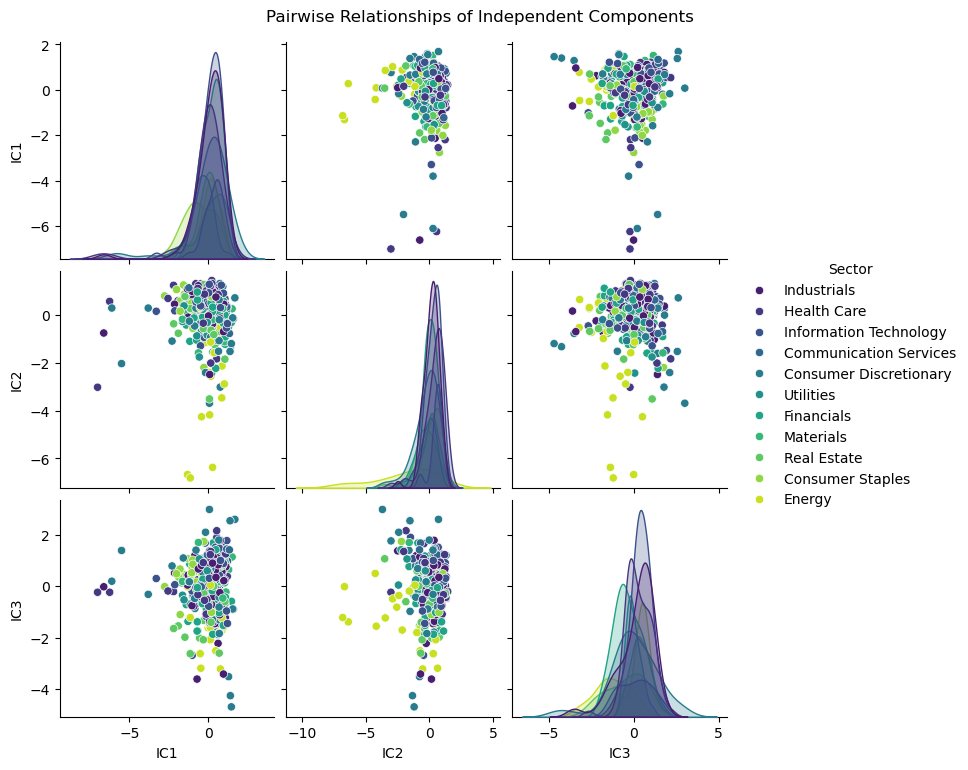 Pairwise Relationships of Independent Components
2
0
−2
−4
−6
IC1
0
−2
−4
−6
IC2
2
0
−2
−4
IC3
−5
0
IC1
−10
−5
0
5
IC2
−5
0
5
IC3
Sector
Industrials
Health Care
Information Technology
Communication Services
Consumer Discretionary
Utilities
Financials
Materials
Real Estate
Consumer Staples
Energy